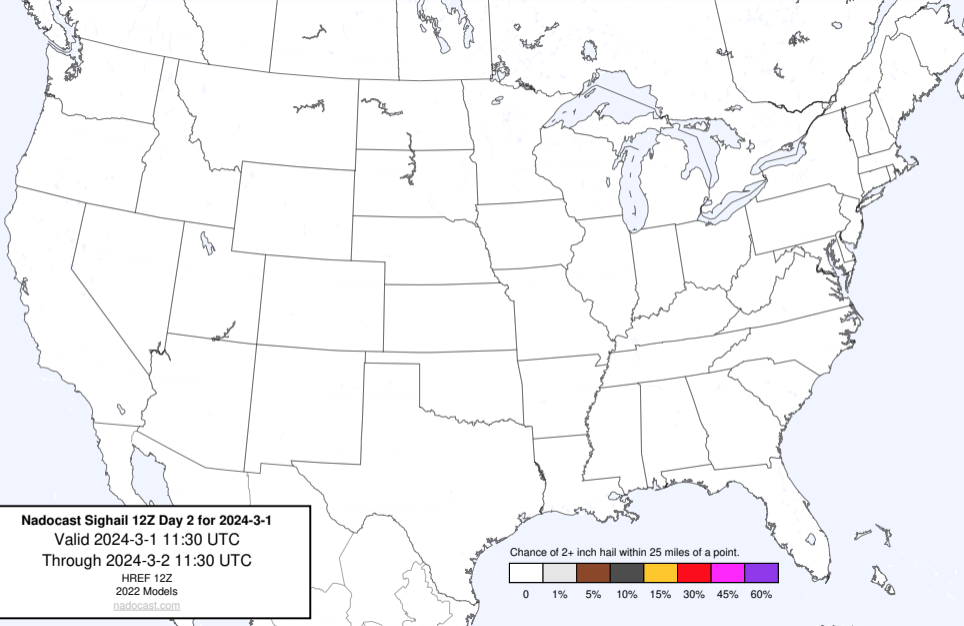 Nadocast Sighail 12Z Day 2 for 2024-3-1
Valid 2024-3-1 11:30 UTC
Through 2024-3-2 11:30 UTC
HREF 12Z
2022 Models
nadocast.com
Chance of 2+ inch hail within 25 miles of a point.
0 1% 5% 10% 15% 30% 45% 60%